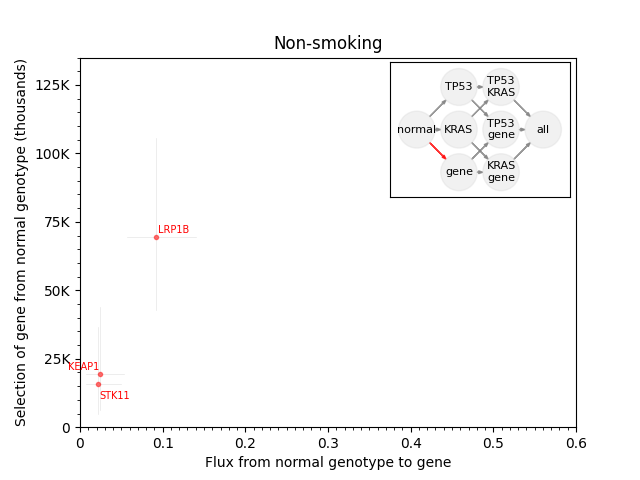 Non-smoking
Selection of gene from normal genotype (thousands)
125K
100K
75K
50K
25K
0
0
0.1
0.2
0.3
0.4
0.5
0.6
Flux from normal genotype to gene
LRP1B
KEAP1
STK11
normal
TP53
KRAS
gene
TP53
KRAS
TP53
gene
KRAS
gene
all